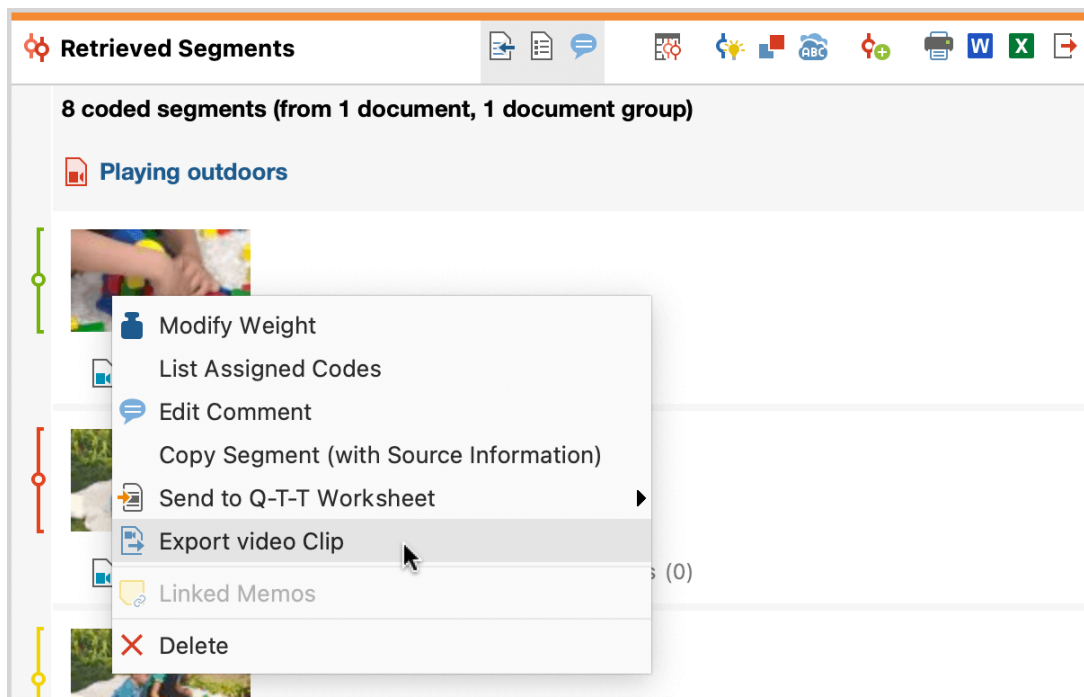 Retrieved Segments
ABC
W
X
8 coded segments (from 1 document, 1 document group)
Playing outdoors
Modify Weight
List Assigned Codes
Edit Comment
Copy Segment (with Source Information)
Send to Q-T-T Worksheet
Export video Clip
(0)
Linked Memos
Delete